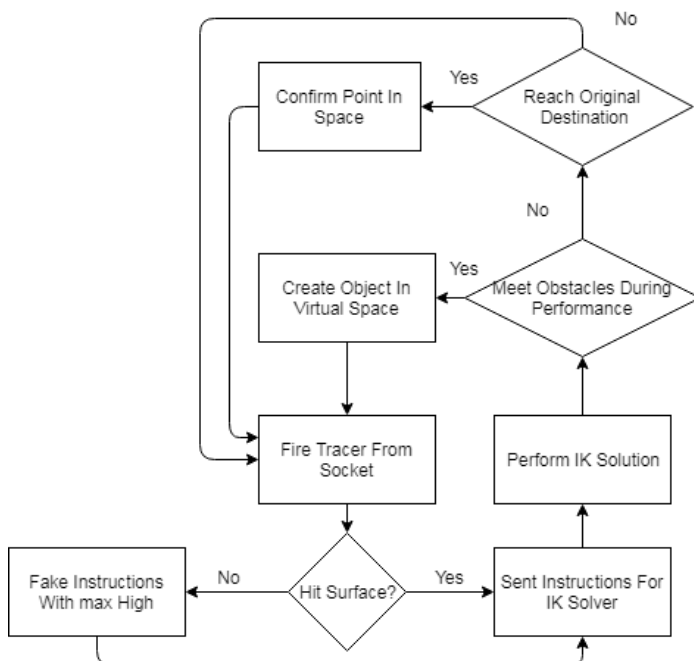 No
Yes
Confirm Point In
Space
Reach Original
Destination
No
Yes
Create Object In
Virtual Space
Meet Obstacles During
Performance
Fire Tracer From
Socket
Perform IK Solution
Fake Instructions
With max High
No
Hit Surface?
Yes
Sent Instructions For
IK Solver